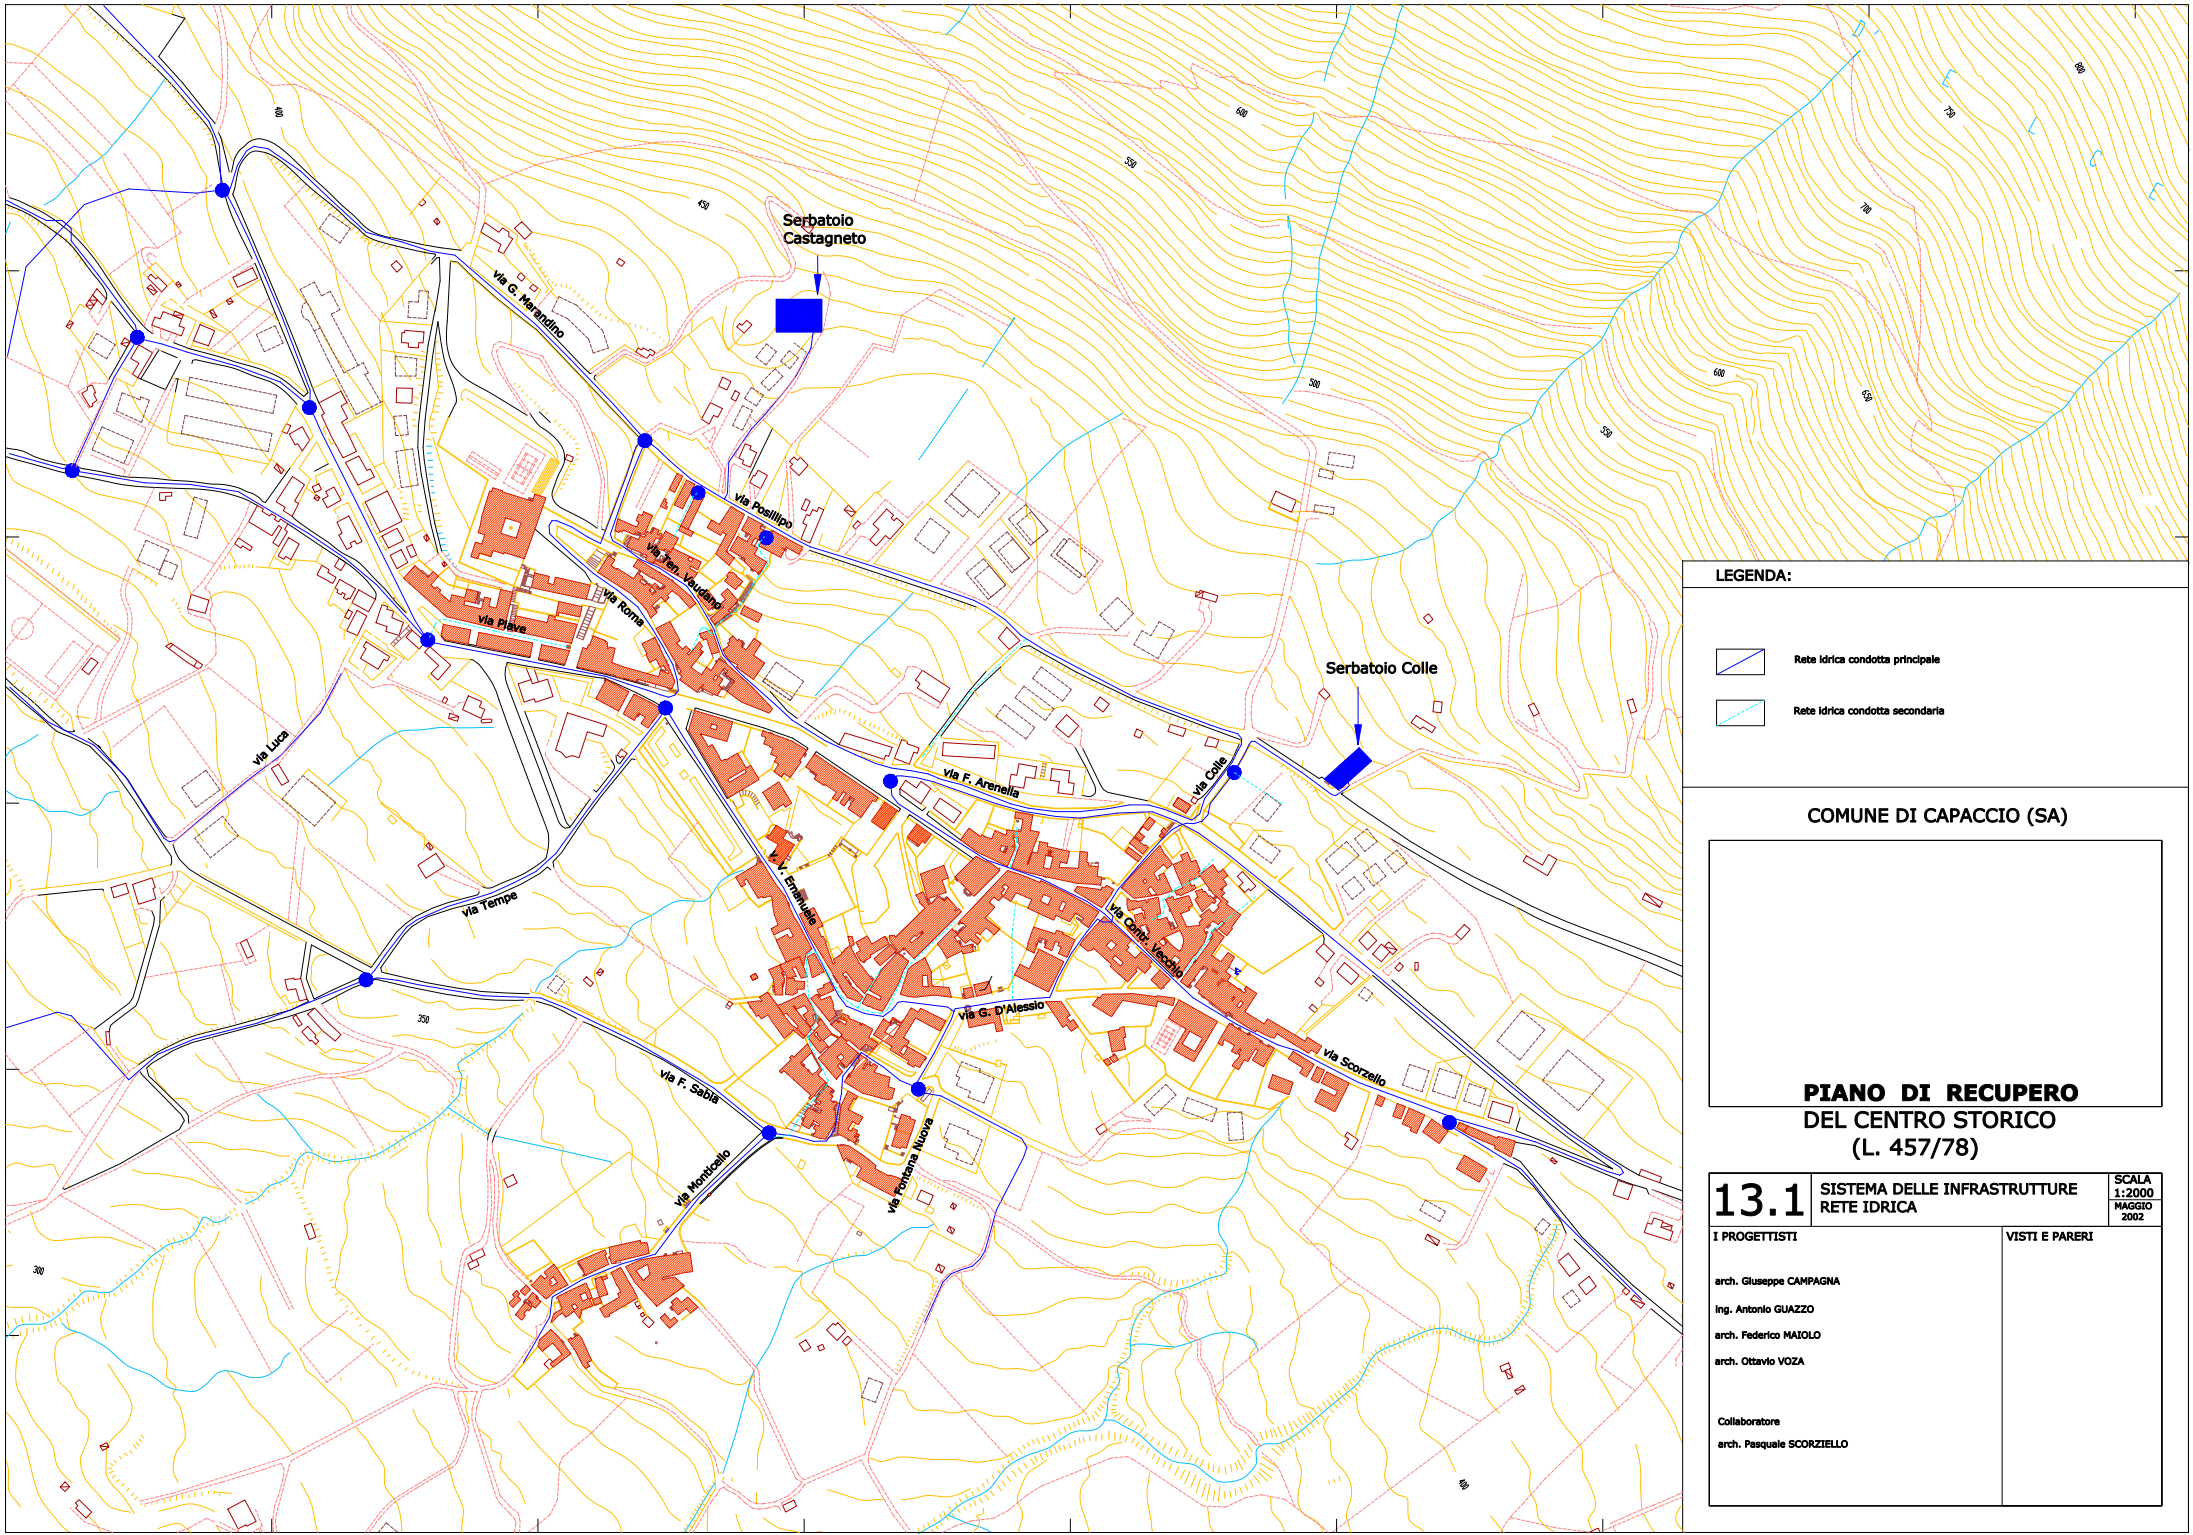 400
450
550
600
D'
E
L
C
E
800
750
700
Serbatoio
Castagneto
via G. Marandino
500
600
650
550
via Posillipo
via Ten. Vaudano
via Roma
via Piave
Serbatoio Colle
via Luca
via F. Arenella
via Colle
via Tempe
v. V. Emanuele
via Contr. Vecchio
350
via G. D'Alessio
via F. Sabia
via Scorzello
via Monticello
via Fontana Nuova
300
400
LEGENDA:
Rete idrica condotta principale
Rete idrica condotta secondaria
COMUNE DI CAPACCIO (SA)
PIANO DI RECUPERO
DEL CENTRO STORICO
(L. 457/78)
13.1
SISTEMA DELLE INFRASTRUTTURE
RETE IDRICA
SCALA
1:2000
MAGGIO
2002
I PROGETTISTI
VISTI E PARERI
arch. Giuseppe CAMPAGNA
ing. Antonio GUAZZO
arch. Federico MAIOLO
arch. Ottavio VOZA
Collaboratore
arch. Pasquale SCORZIELLO